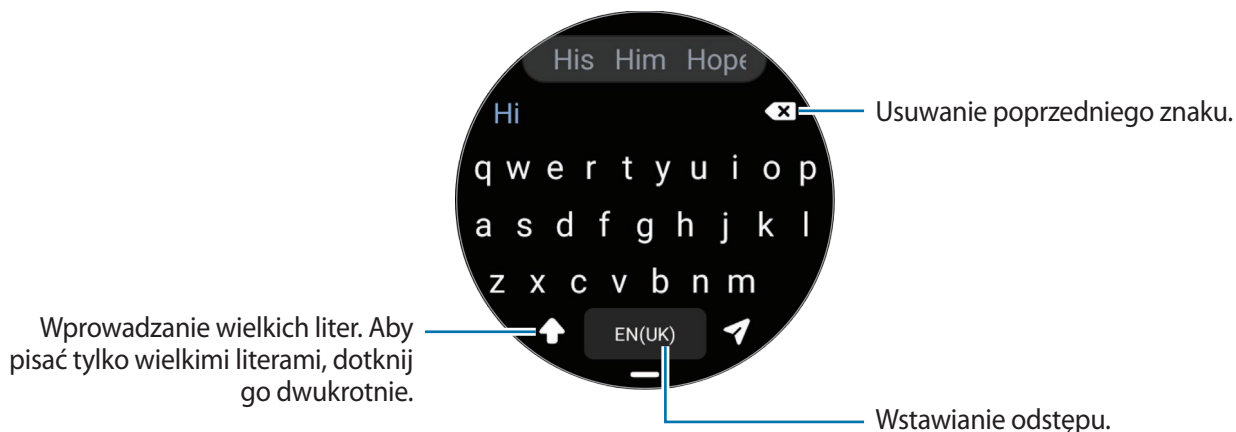 His Him Hope
Hi
Usuwanie poprzedniego znaku.
q w e r t y u i o p
a s d f g h j k l
z x c v b n m
Wprowadzanie wielkich liter. Aby
pisać tylko wielkimi literami, dotknij
go dwukrotnie.
EN(UK)
Wstawianie odstępu.